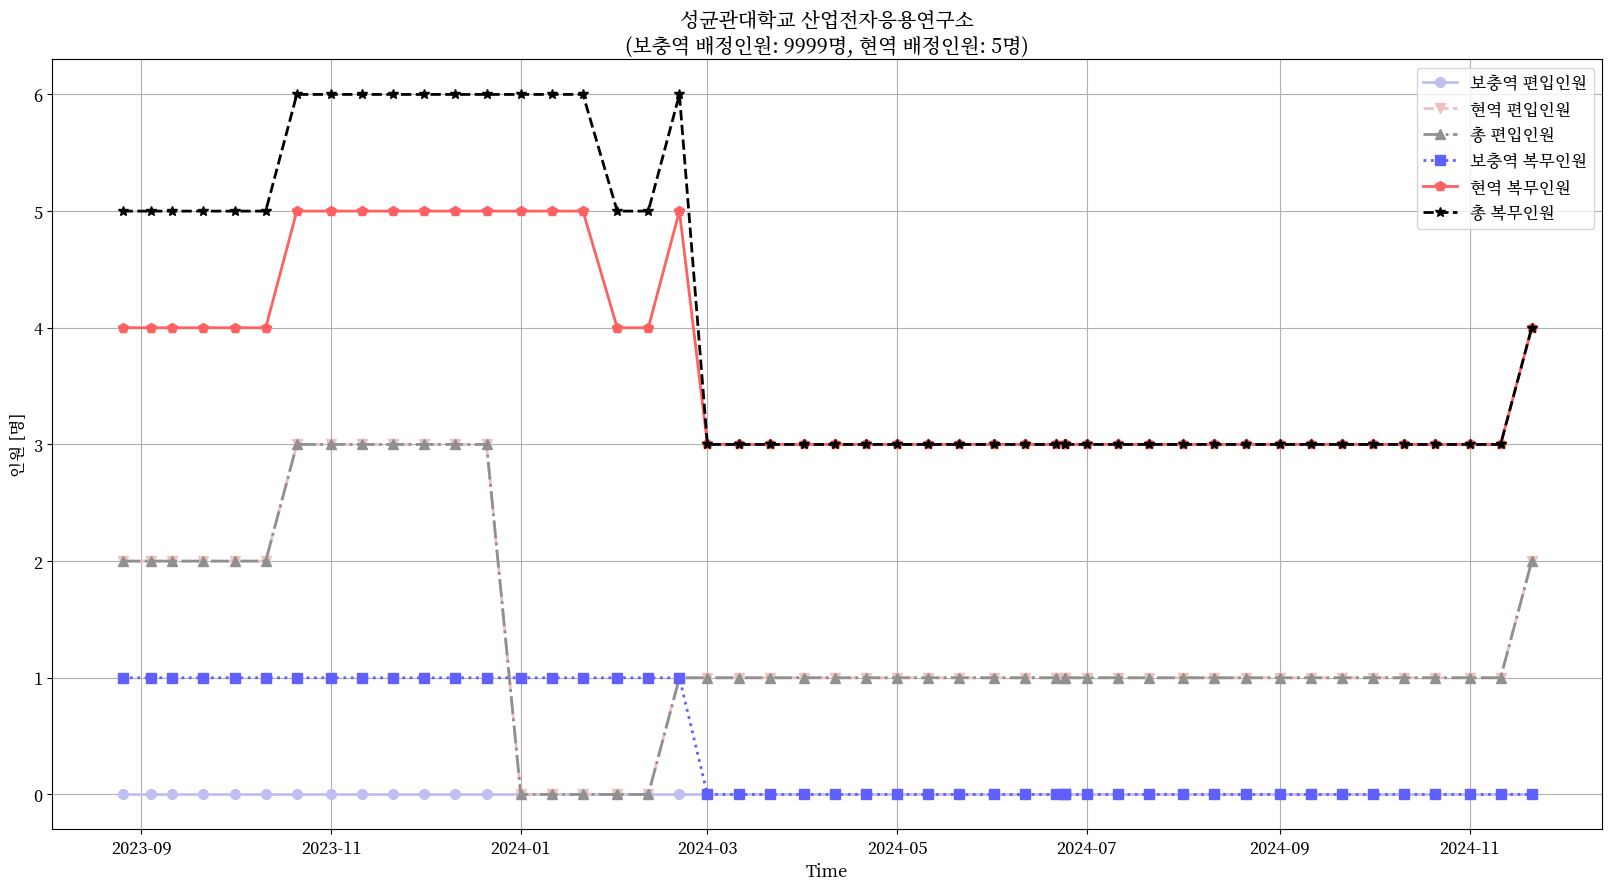 성균관대학교 산업전자응용연구소
(보충역 배정인원: 9999명, 현역 배정인원: 5명)
보충역 편입인원
현역 편입인원
총 편입인원
보충역 복무인원
현역 복무인원
총 복무인원
인원 [명]
6
5
4
3
2
1
0
2023-09
2023-11
2024-01
2024-03
2024-05
2024-07
2024-09
2024-11
Time